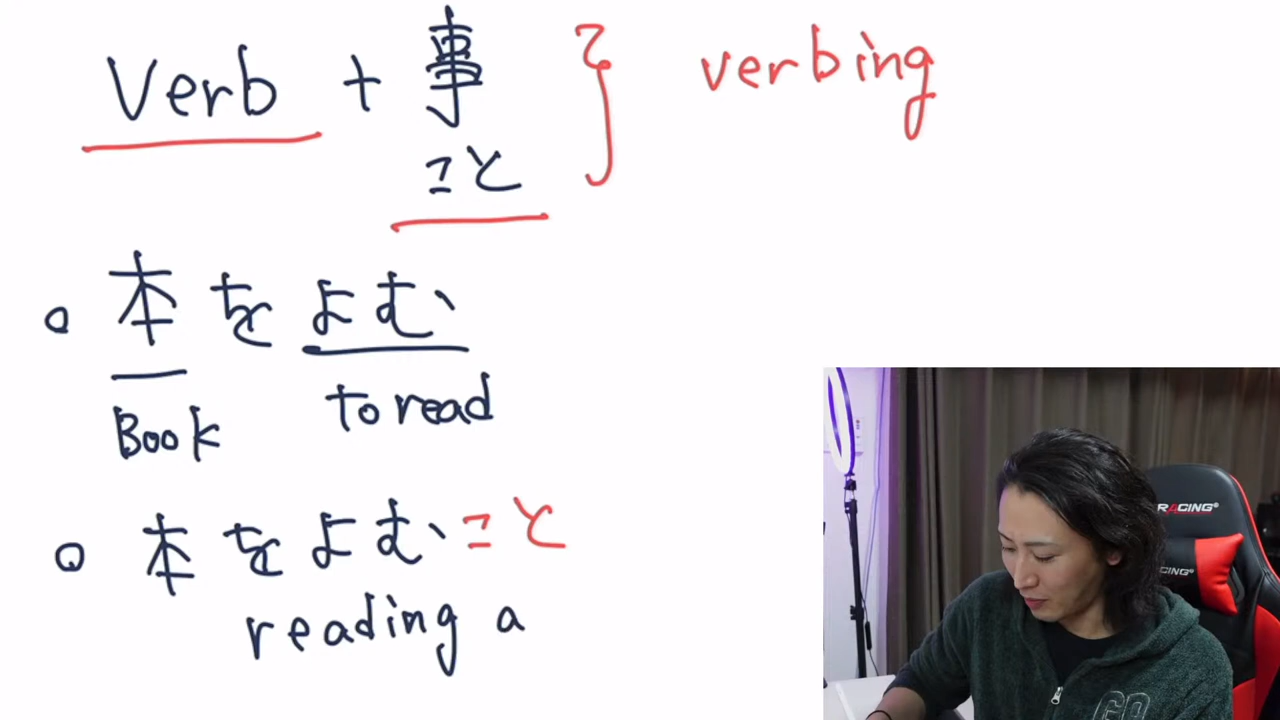 Verb + 事 } verbing
こと
本をよむ
Book to read
本をよむこと
reading a
RACING
CING